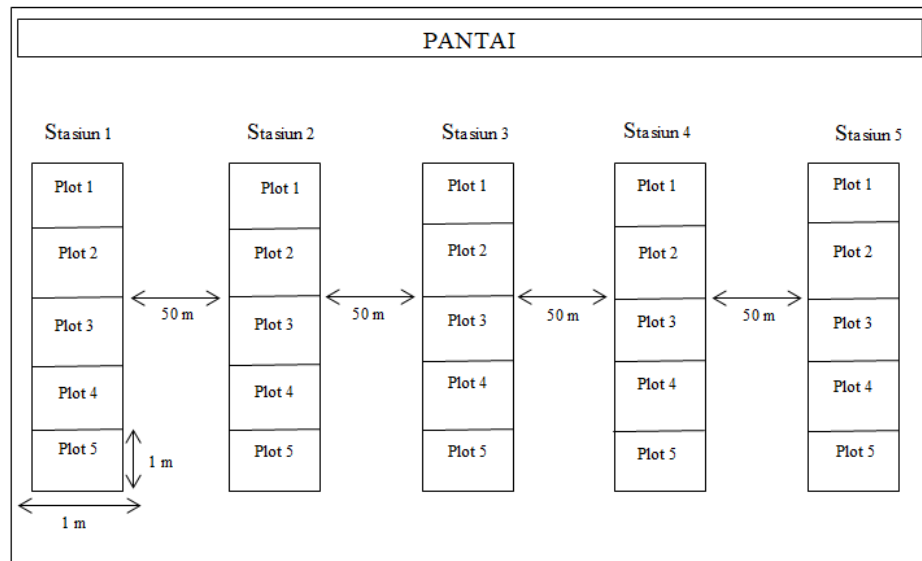 PANTAI
Stasiun 1 Stasiun 2 Stasiun 3 Stasiun 4 Stasiun 5
Plot 1 Plot 1 Plot 1 Plot 1 Plot 1
Plot 2 Plot 2 Plot 2 Plot 2 Plot 2
50 m 50 m 50 m 50 m
Plot 3 Plot 3 Plot 3 Plot 3 Plot 3
Plot 4 Plot 4 Plot 4 Plot 4 Plot 4
Plot 5 Plot 5 Plot 5 Plot 5 Plot 5
1 m
1 m